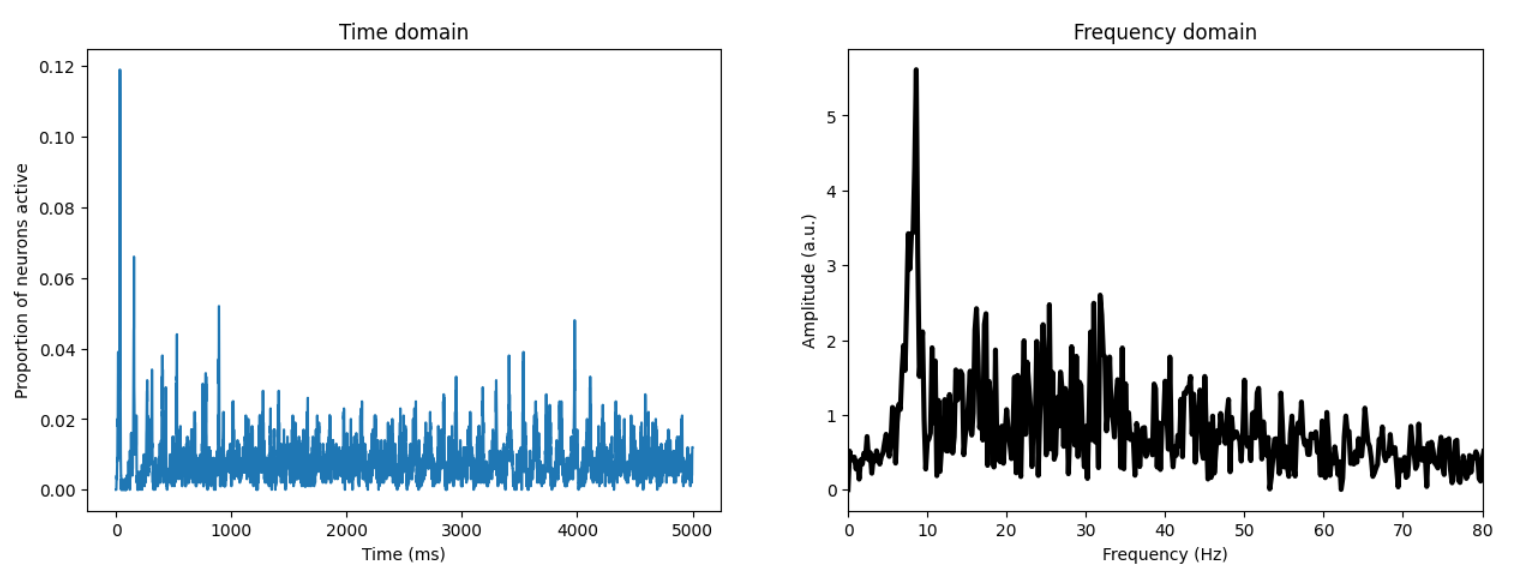 Time domain
Proportion of neurons active
0.12
0.10
0.08
0.06
0.04
0.02
0.00
0 1000 2000 3000 4000 5000
Time (ms)
Frequency domain
Amplitude (a.u.)
5
4
3
2
1
0
0 10 20 30 40 50 60 70 80
Frequency (Hz)